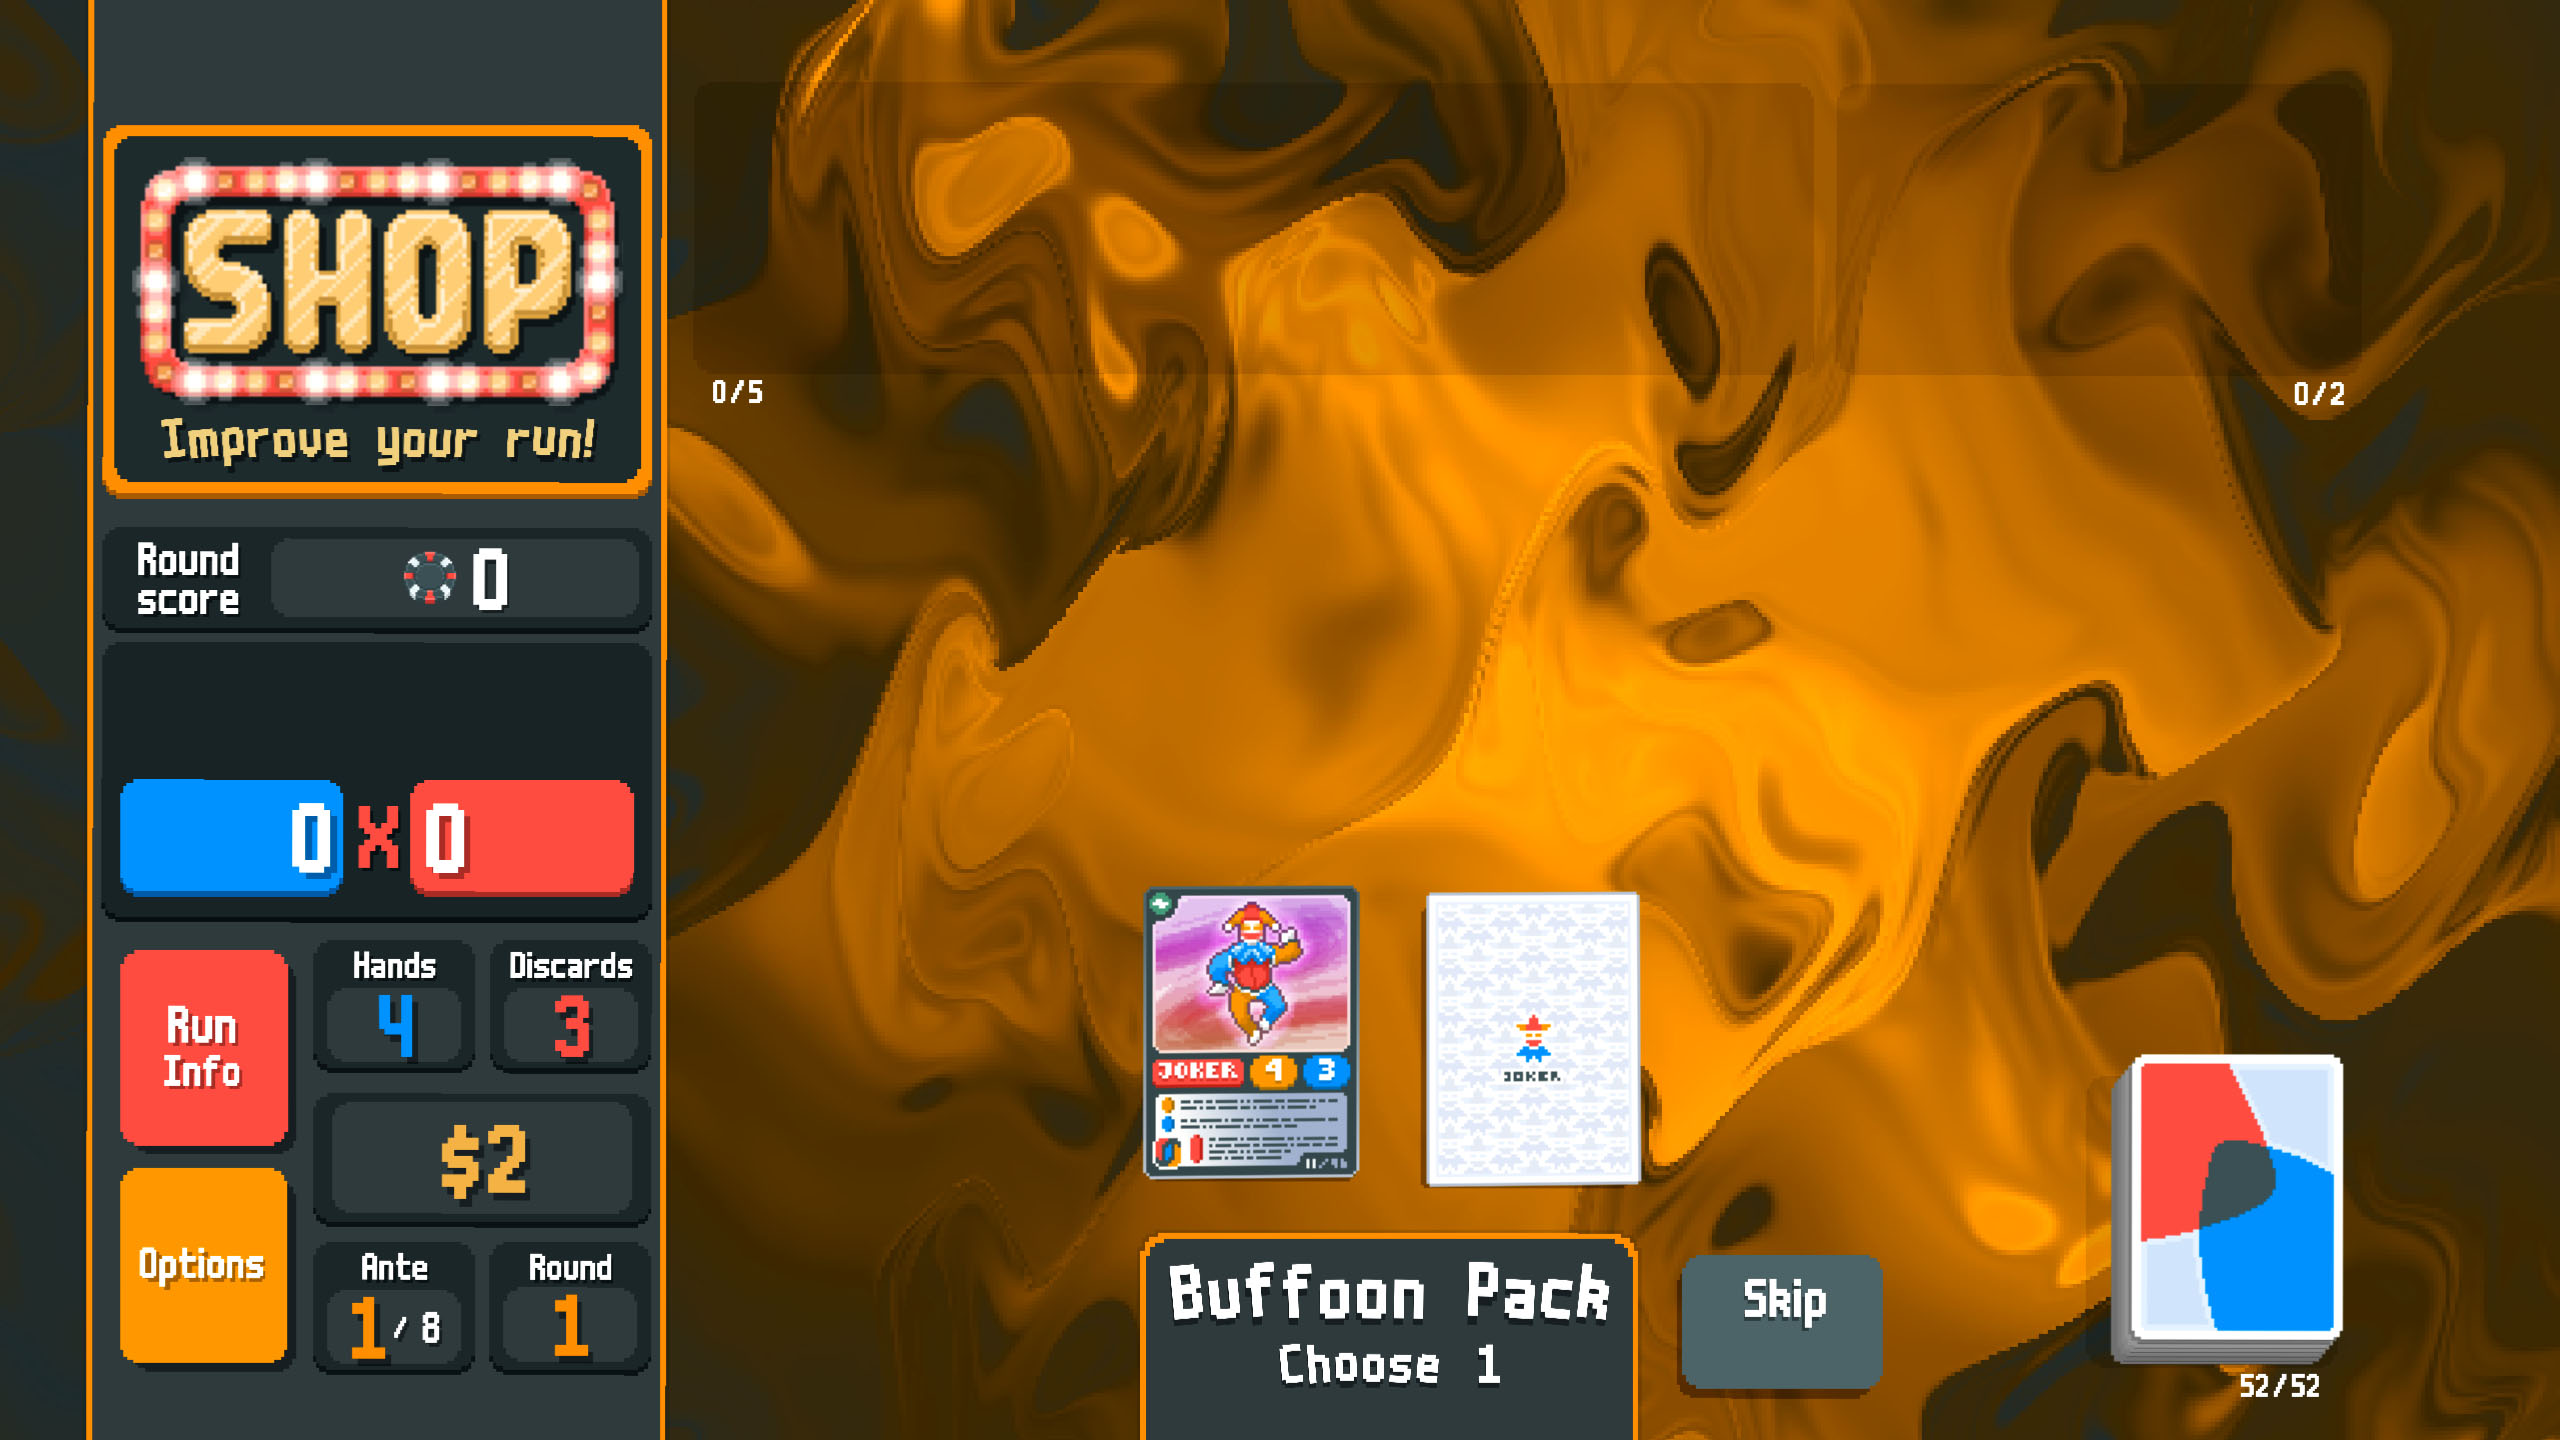 SHOP
Improve your run!
0/5
0/2
Round
score
0
0 X 0
Run
Info
Hands
4
Discards
3
$2
Options
Ante
1/8
Round
1
JOKER 4 3
JOKER
Buffoon Pack
Choose 1
Skip
52/52